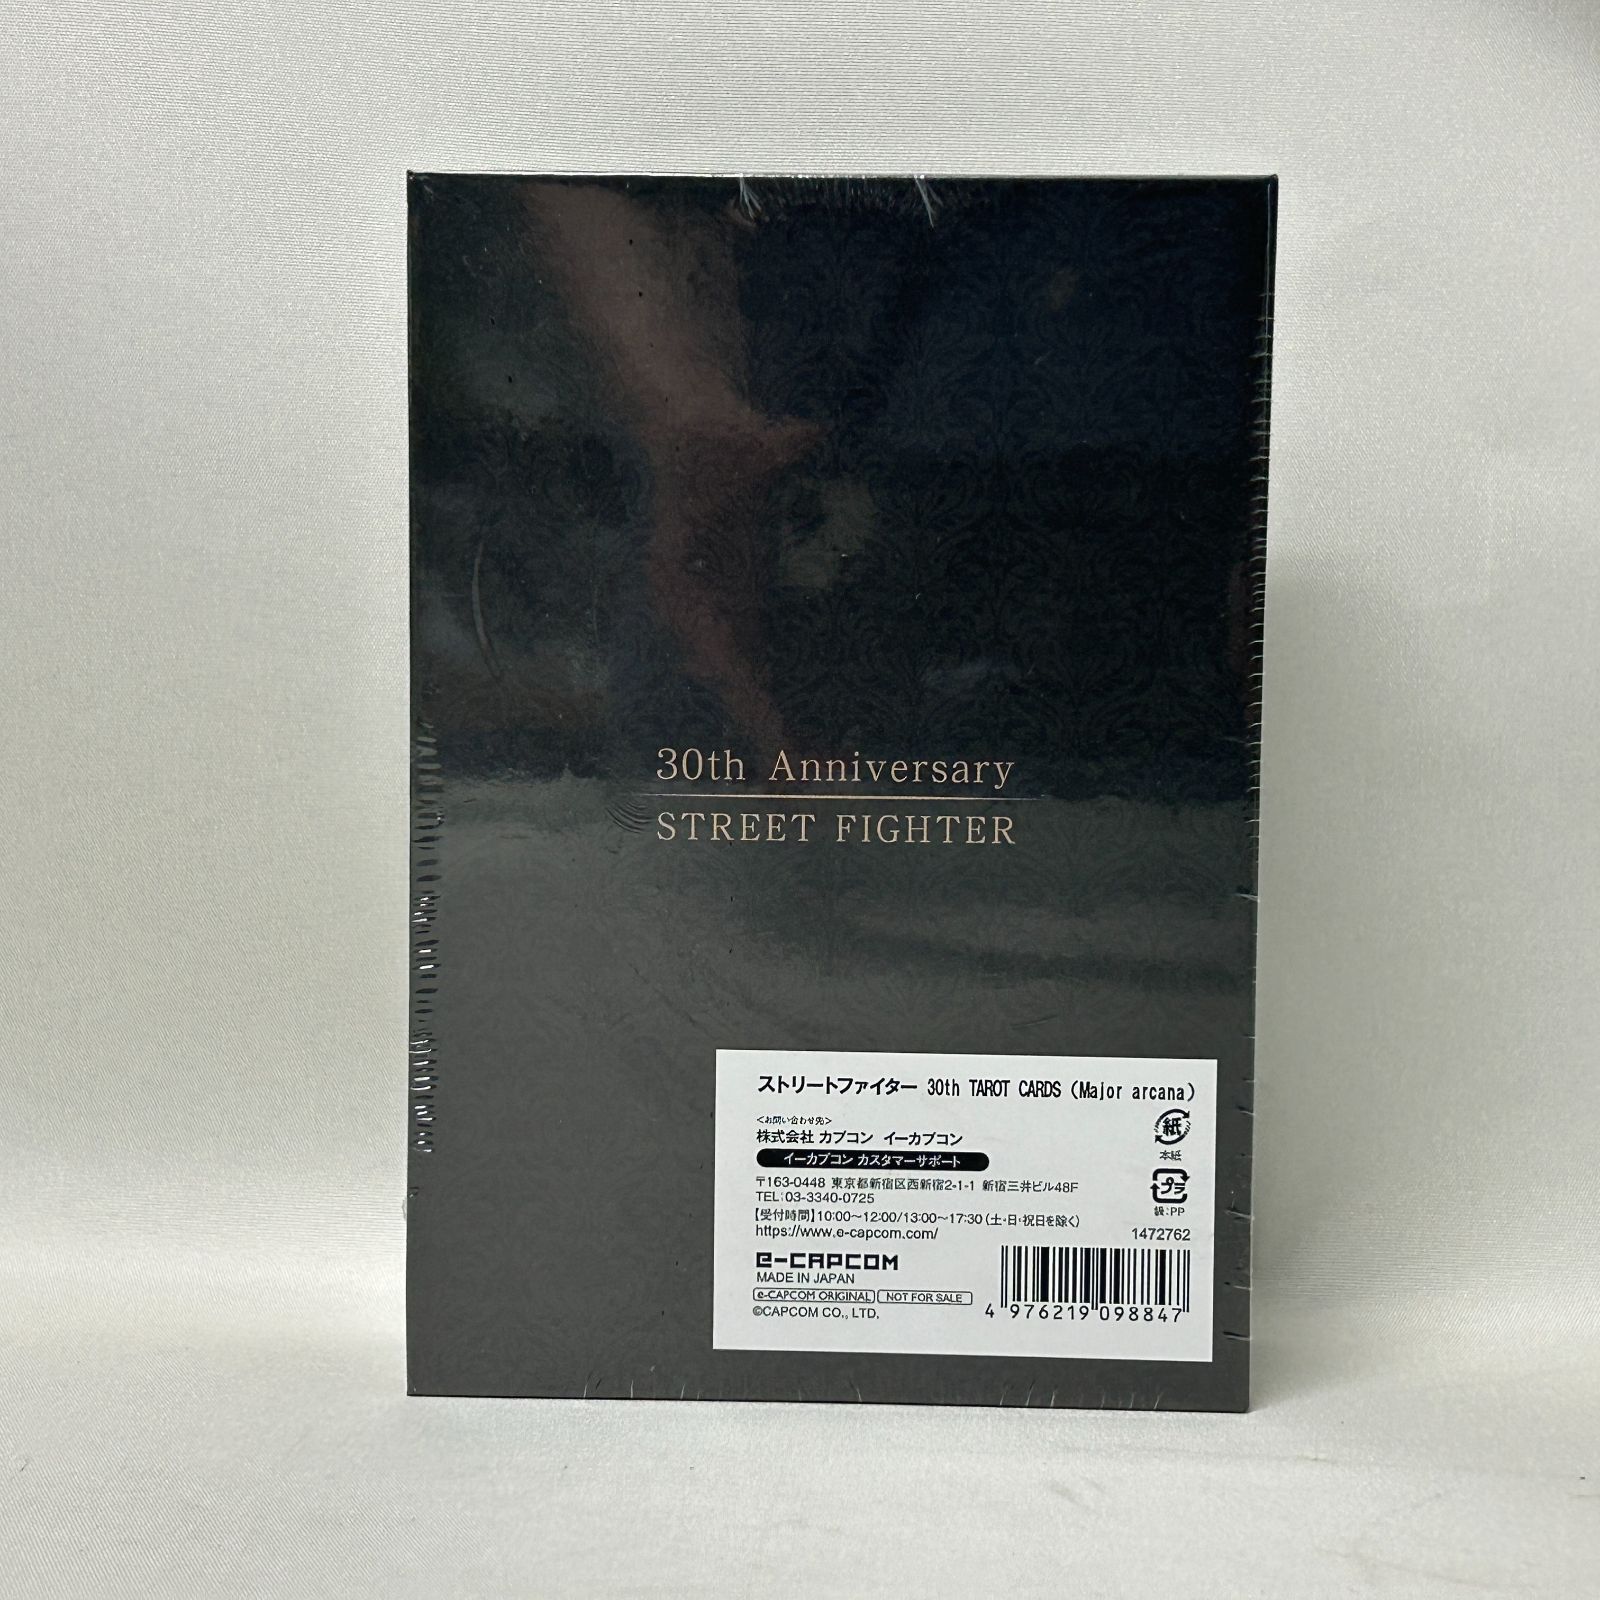 30th Anniversary
STREET FIGHTER
ストリートファイター 30th TAROT CARDS (Major arcana)
<お問い合わせ先>
株式会社 カプコン イーカプコン
イーカプコン カスタマーサポート
〒163-0448 東京都新宿区西新宿2-1-1 新宿三井ビル48F
TEL:03-3340-0725
【受付時間】10:00～12:00/13:00～17:30(土・日・祝日を除く)
https://www.e-capcom.com/
紙
本紙
プラ
袋:PP
1472762
e-CAPCOM
MADE IN JAPAN
e-CAPCOM ORIGINAL NOT FOR SALE
©CAPCOM CO., LTD.
4 976219 098847